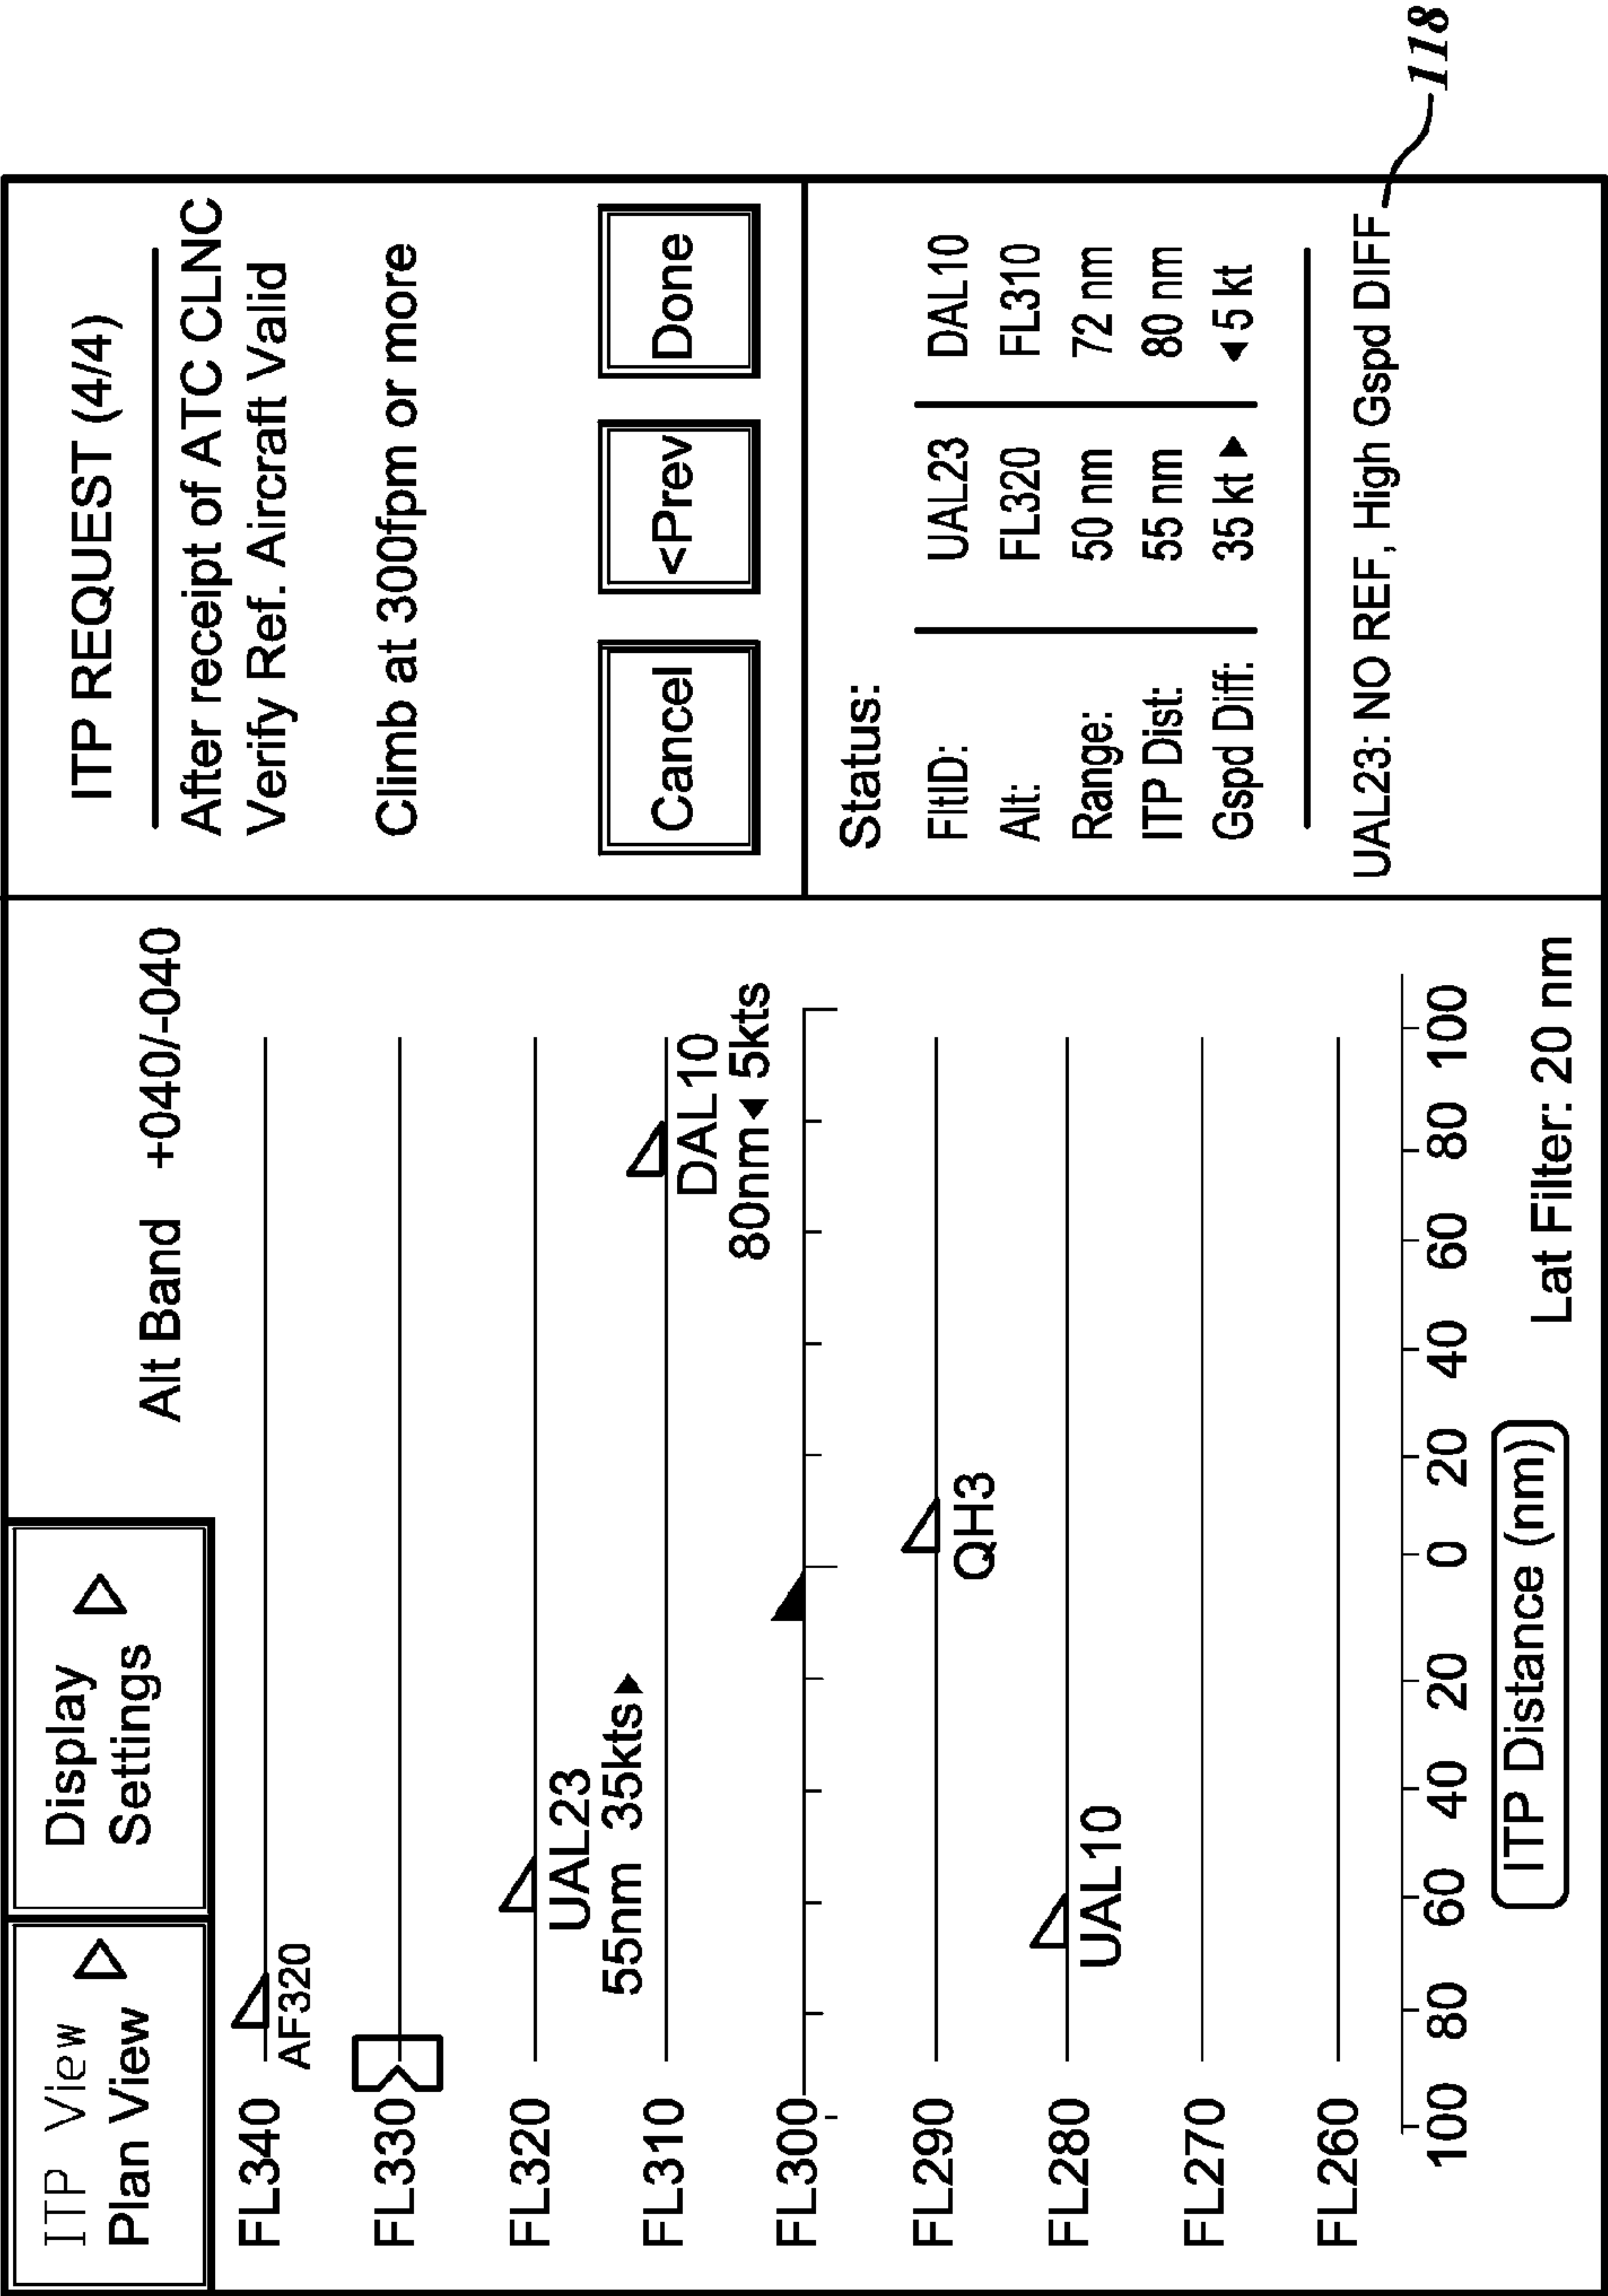 ITP View
Plan View
Display
Settings
Alt Band +040/-040
FL340
AF320
FL330
FL320
UAL23
55nm 35kts▶
FL310
DAL10
80nm◀ 5kts
FL300
FL290
QH3
FL280
UAL10
FL270
FL260
100 80 60 40 20 0 20 40 60 80 100
ITP Distance (nm)
Lat Filter: 20 nm
ITP REQUEST (4/4)
After receipt of ATC CLNC
Verify Ref. Aircraft Valid
Climb at 300fpm or more
Cancel <Prev Done
Status:
FltID: UAL23 DAL10
Alt: FL320 FL310
Range: 50 nm 72 nm
ITP Dist: 55 nm 80 nm
Gspd Diff: 35 kt ▶ ◀ 5 kt
UAL23: NO REF, High Gspd DIFF
118